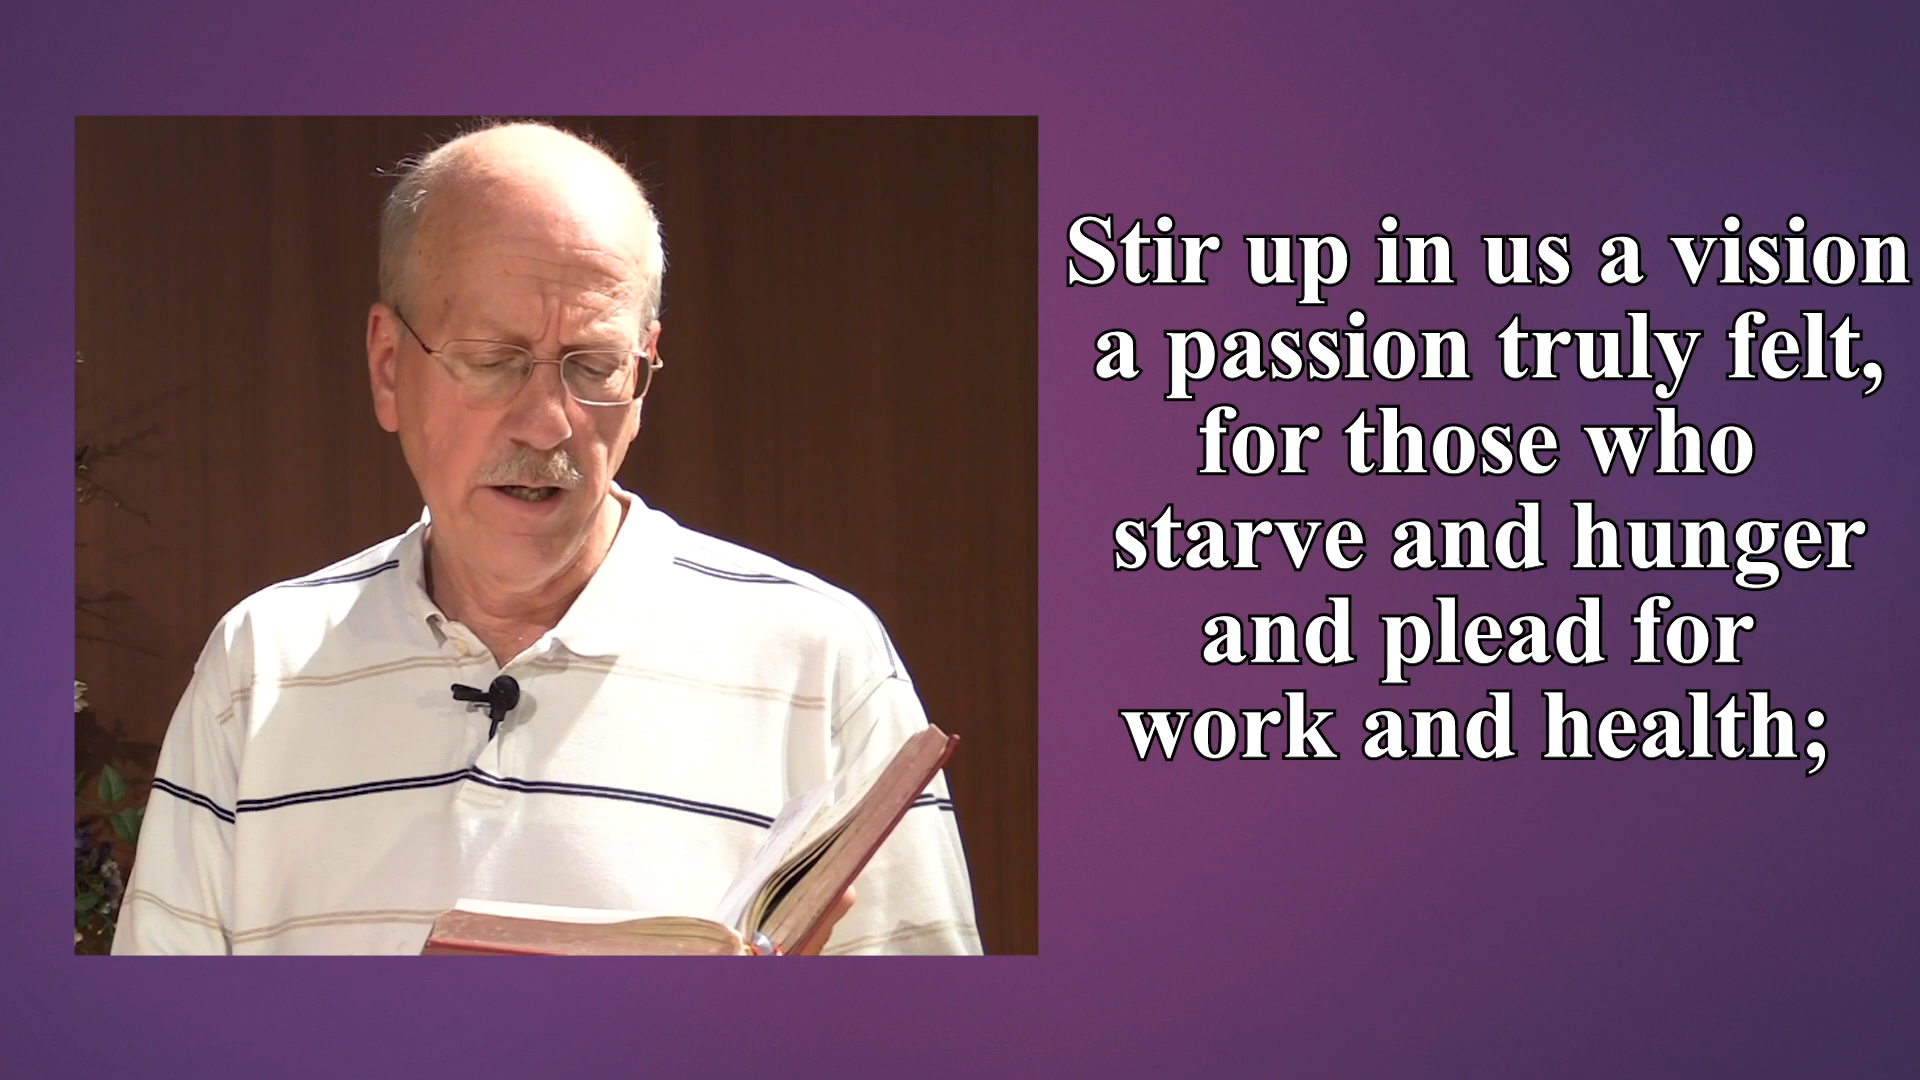 Stir up in us a vision
a passion truly felt,
for those who
starve and hunger
and plead for
work and health;